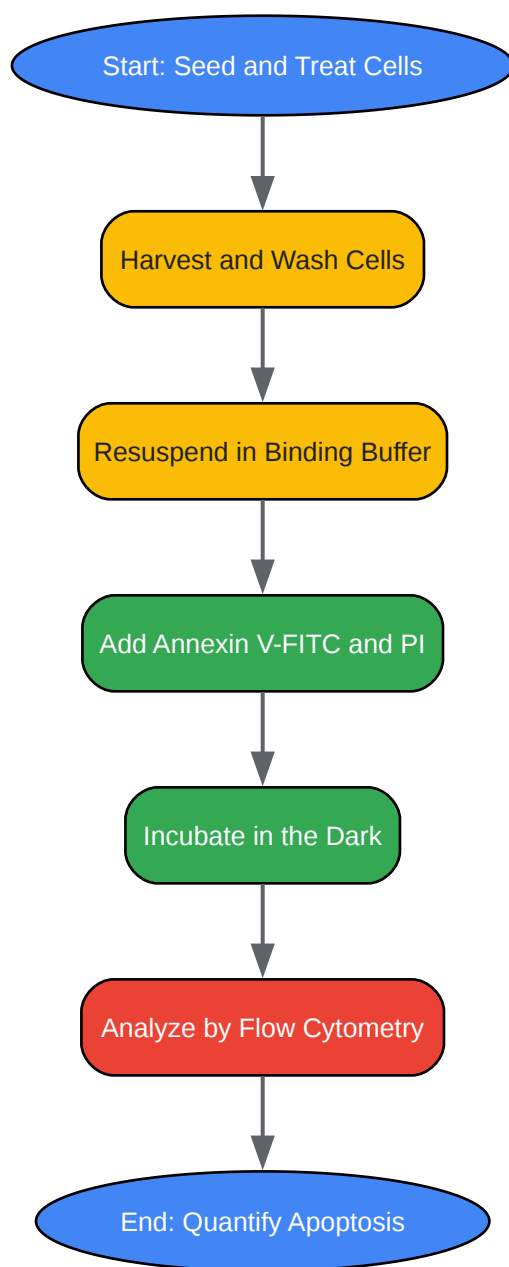 Start: Seed and Treat Cells
Harvest and Wash Cells
Resuspend in Binding Buffer
Add Annexin V-FITC and PI
Incubate in the Dark
Analyze by Flow Cytometry
End: Quantify Apoptosis